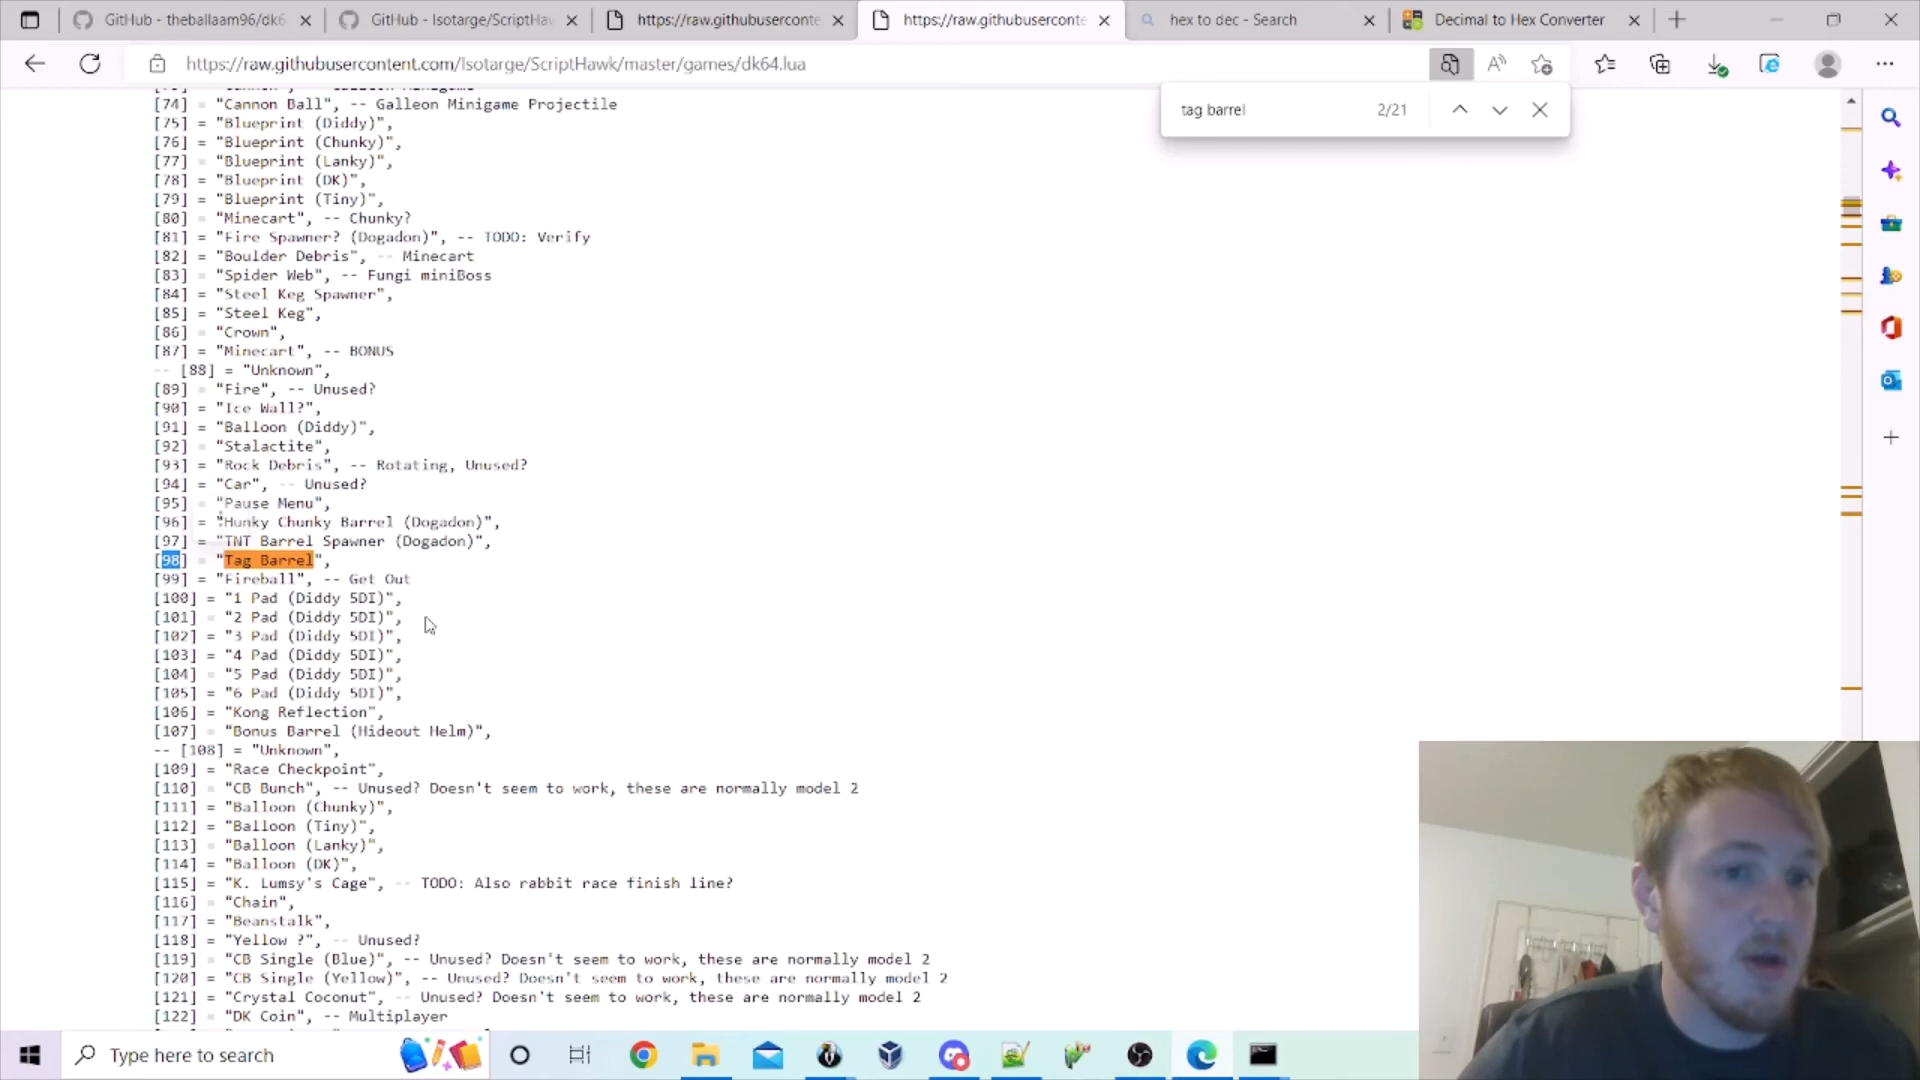 GitHub - theballaam96/dk6
GitHub - Isotarge/ScriptHaw
https://raw.githubuserconte
https://raw.githubuserconte
hex to dec - Search
Decimal to Hex Converter
https://raw.githubusercontent.com/Isotarge/ScriptHawk/master/games/dk64.lua
tag barrel
2/21
[74] = "Cannon Ball", -- Galleon Minigame Projectile
[75] = "Blueprint (Diddy)",
[76] = "Blueprint (Chunky)",
[77] = "Blueprint (Lanky)",
[78] = "Blueprint (DK)",
[79] = "Blueprint (Tiny)",
[80] = "Minecart", -- Chunky?
[81] = "Fire Spawner? (Dogadon)", -- TODO: Verify
[82] = "Boulder Debris", -- Minecart
[83] = "Spider Web", -- Fungi miniBoss
[84] = "Steel Keg Spawner",
[85] = "Steel Keg",
[86] = "Crown",
[87] = "Minecart", -- BONUS
-- [88] = "Unknown",
[89] = "Fire", -- Unused?
[90] = "Ice Wall?",
[91] = "Balloon (Diddy)",
[92] = "Stalactite",
[93] = "Rock Debris", -- Rotating, Unused?
[94] = "Car", -- Unused?
[95] = "Pause Menu",
[96] = "Hunky Chunky Barrel (Dogadon)",
[97] = "TNT Barrel Spawner (Dogadon)",
[98] = "Tag Barrel",
[99] = "Fireball", -- Get Out
[100] = "1 Pad (Diddy 5DI)",
[101] = "2 Pad (Diddy 5DI)",
[102] = "3 Pad (Diddy 5DI)",
[103] = "4 Pad (Diddy 5DI)",
[104] = "5 Pad (Diddy 5DI)",
[105] = "6 Pad (Diddy 5DI)",
[106] = "Kong Reflection",
[107] = "Bonus Barrel (Hideout Helm)",
-- [108] = "Unknown",
[109] = "Race Checkpoint",
[110] = "CB Bunch", -- Unused? Doesn't seem to work, these are normally model 2
[111] = "Balloon (Chunky)",
[112] = "Balloon (Tiny)",
[113] = "Balloon (Lanky)",
[114] = "Balloon (DK)",
[115] = "K. Lumsy's Cage", -- TODO: Also rabbit race finish line?
[116] = "Chain",
[117] = "Beanstalk",
[118] = "Yellow ?", -- Unused?
[119] = "CB Single (Blue)", -- Unused? Doesn't seem to work, these are normally model 2
[120] = "CB Single (Yellow)", -- Unused? Doesn't seem to work, these are normally model 2
[121] = "Crystal Coconut", -- Unused? Doesn't seem to work, these are normally model 2
[122] = "DK Coin", -- Multiplayer
Type here to search